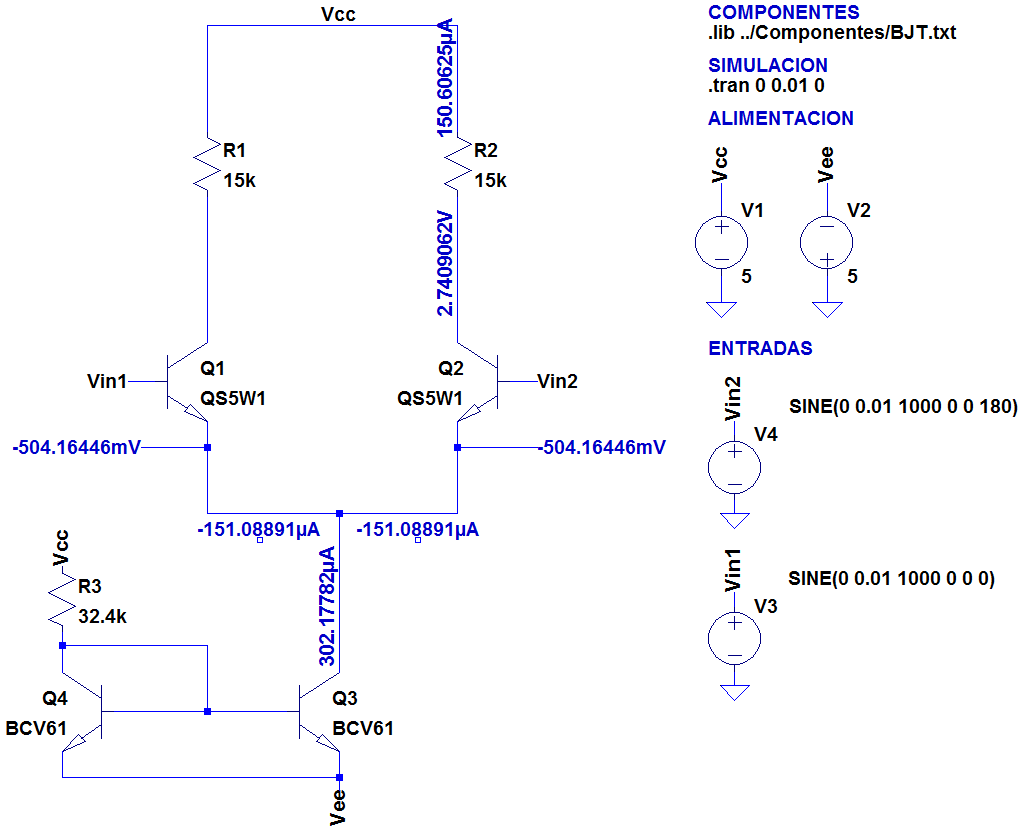 Vcc
150.60625µA
R1
15k
R2
15k
2.7409062V
Q1
QS5W1
Vin1
Q2
QS5W1
Vin2
-504.16446mV
-504.16446mV
-151.08891µA
-151.08891µA
302.17782µA
Vcc
R3
32.4k
Q4
BCV61
Q3
BCV61
Vee
COMPONENTES
.lib ../Componentes/BJT.txt
SIMULACION
.tran 0 0.01 0
ALIMENTACION
Vcc
V1
5
Vee
V2
5
ENTRADAS
Vin2
SINE(0 0.01 1000 0 0 180)
V4
Vin1
SINE(0 0.01 1000 0 0 0)
V3